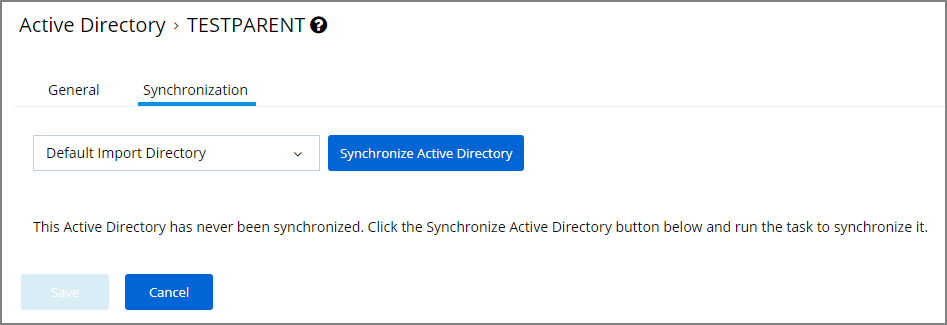 Active Directory › TESTPARENT ?
General Synchronization
Default Import Directory Synchronize Active Directory
This Active Directory has never been synchronized. Click the Synchronize Active Directory button below and run the task to synchronize it.
Save Cancel